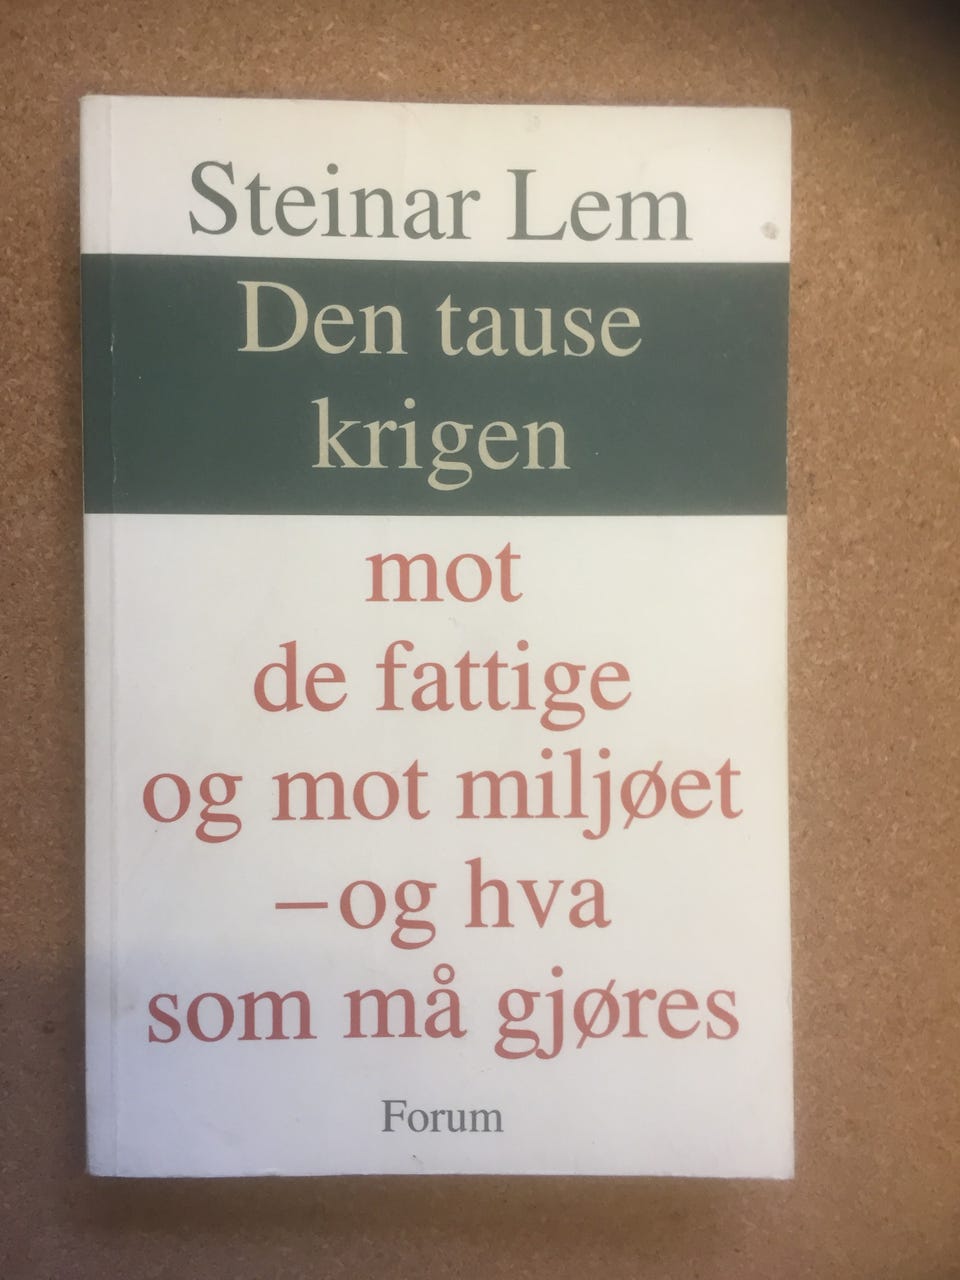 Steinar Lem
Den tause
krigen
mot
de fattige
og mot miljøet
– og hva
som må gjøres
Forum